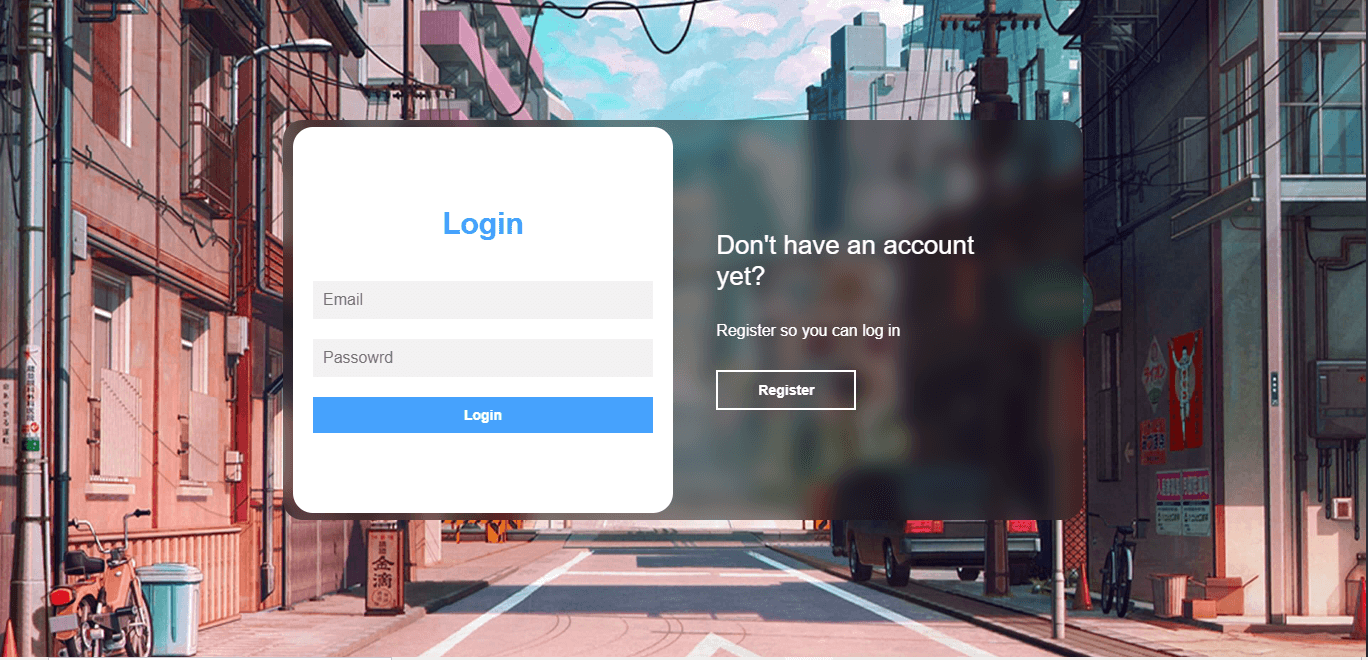 Login
Email
Passowrd
Login
Don't have an account
yet?
Register so you can log in
Register
金
滴